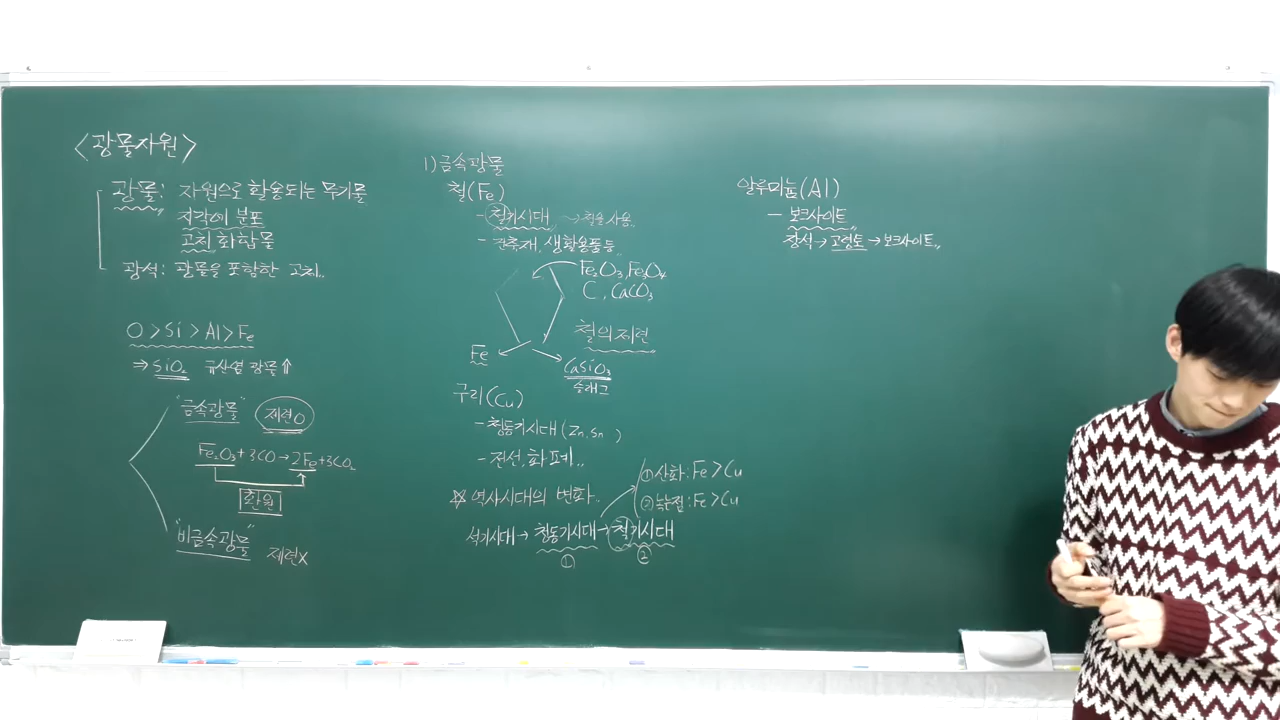 <광물자원>
광물: 자원으로 활용되는 무기물
지각에 분포
고체 화합물
광석: 광물을 포함한 고체.
O > Si > Al > Fe
⇒ SiO₂ 규산염 광물↑
"금속광물" 제련O
Fe₂O₃+3CO→2Fe+3CO₂
환원
"비금속광물" 제련X
1) 금속광물
철(Fe)
- 철기시대 → 철을 사용..
- 건축재, 생활용품등..
Fe₂O₃, Fe₃O₄
C, CaCO₃
철의 제련
Fe
CaSiO₃
슬래그
구리(Cu)
- 청동기시대(Zn, Sn )
- 전선, 화폐..
☆ 역사시대의 변화..
① 산화: Fe > Cu
② 녹는점: Fe > Cu
석기시대 → 청동기시대 → 철기시대
① ②
알루미늄(Al)
- 보크사이트
장석 → 고령토 → 보크사이트..